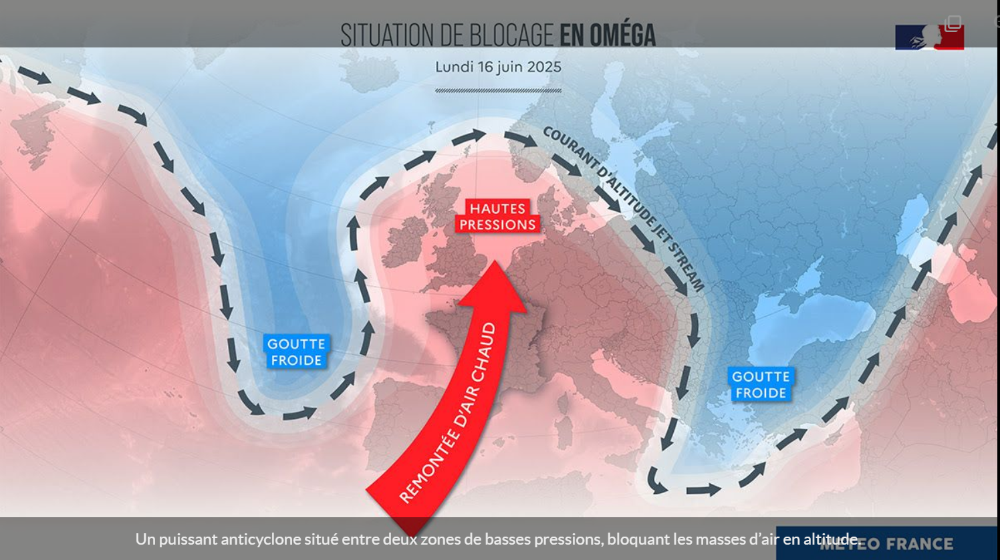 SITUATION DE BLOCAGE EN OMÉGA
Lundi 16 juin 2025
COURANT D'ALTITUDE JET STREAM
HAUTES
PRESSIONS
GOUTTE
FROIDE
REMONTÉE D'AIR CHAUD
GOUTTE
FROIDE
Un puissant anticyclone situé entre deux zones de basses pressions, bloquant les masses d’air en altitude.
METEO FRANCE